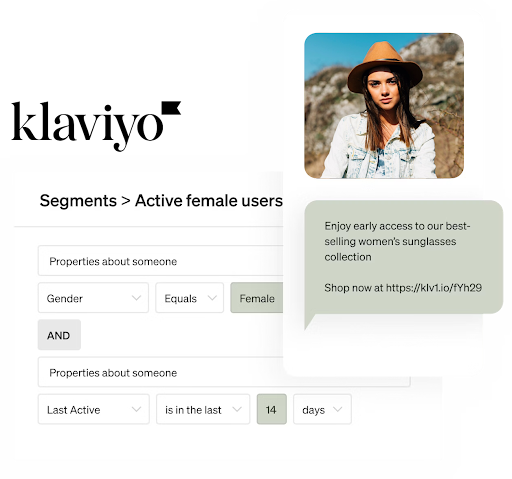 klaviyo
Segments > Active female users
Properties about someone
Gender
Equals
Female
AND
Properties about someone
Last Active
is in the last
14
days
Enjoy early access to our best-
selling women's sunglasses
collection
Shop now at https://klv1.io/fYh29